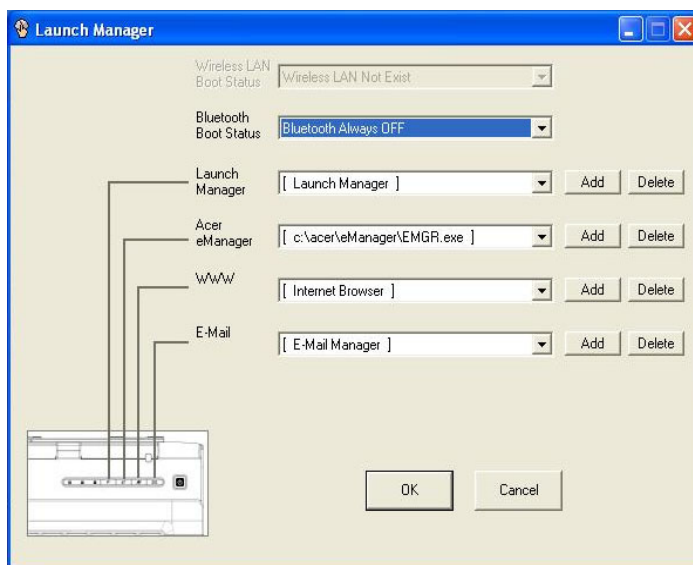 Launch Manager
Wireless LAN
Boot Status
Wireless LAN Not Exist
Bluetooth
Boot Status
Bluetooth Always OFF
Launch
Manager
[ Launch Manager ]
Add
Delete
Acer
eManager
[ c:\acer\eManager\EMGR.exe ]
Add
Delete
WWW
[ Internet Browser ]
Add
Delete
E-Mail
[ E-Mail Manager ]
Add
Delete
OK
Cancel